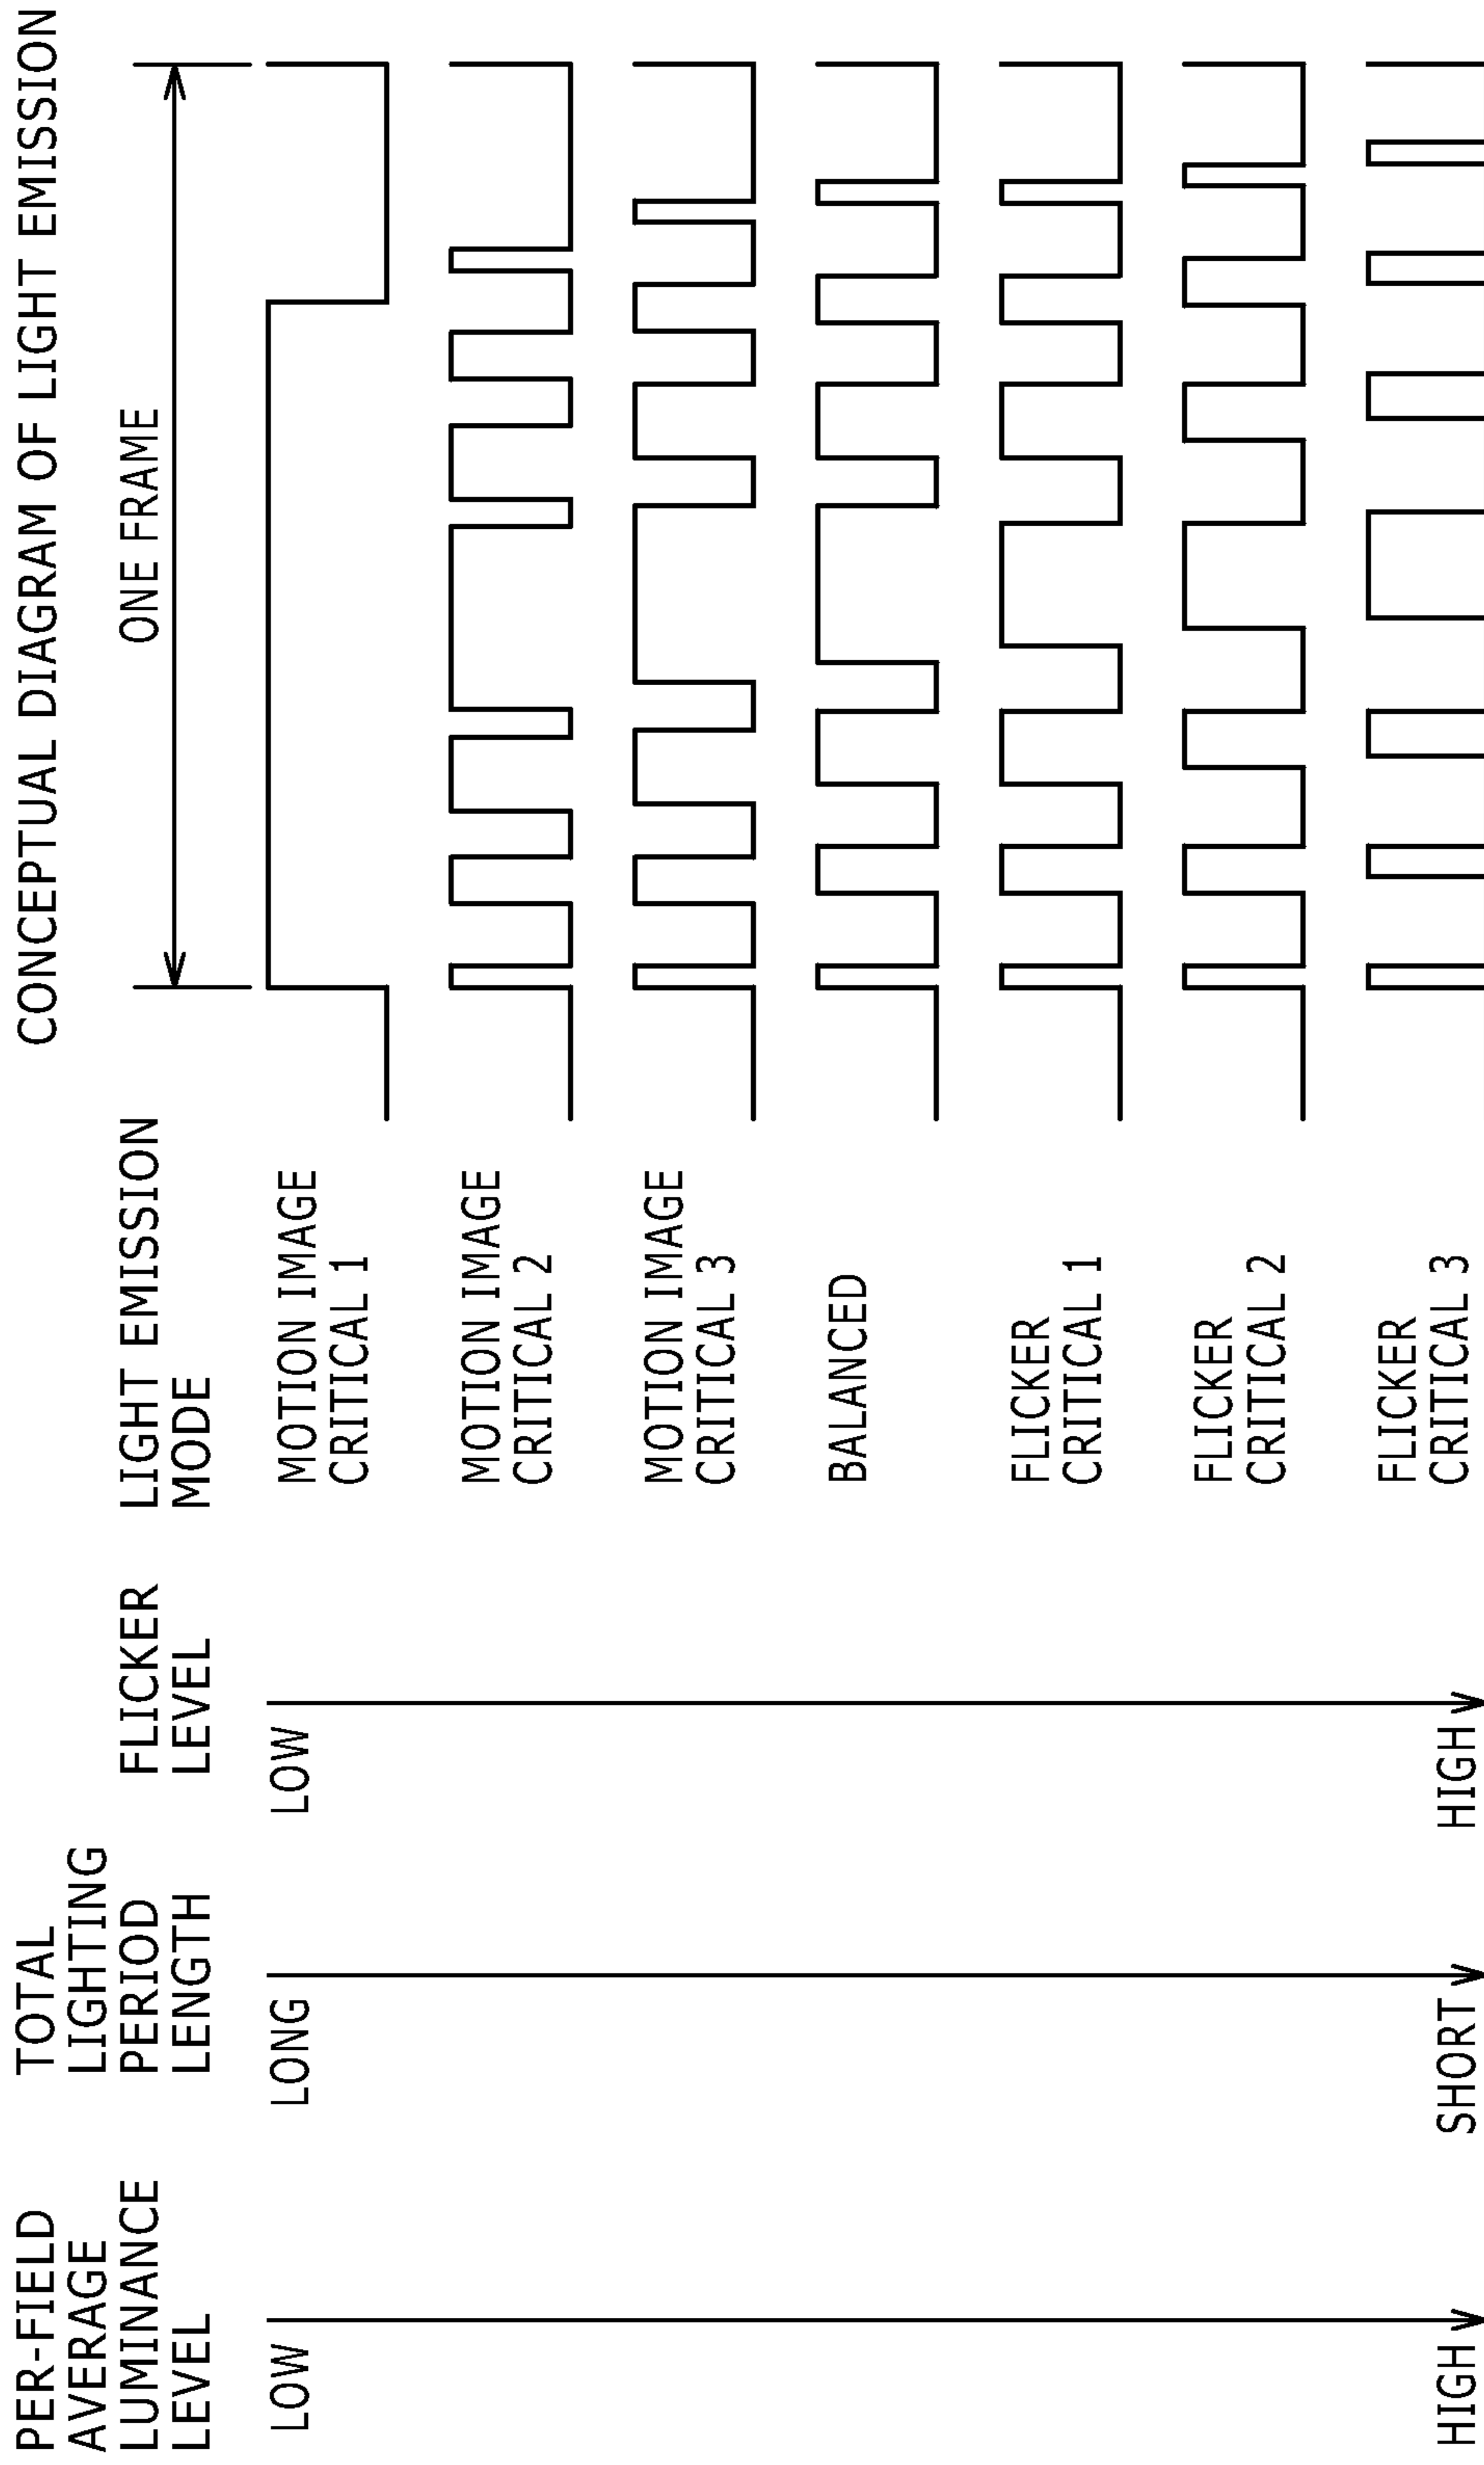 PER-FIELD
AVERAGE
LUMINANCE
LEVEL
TOTAL
LIGHTING
PERIOD
LENGTH
FLICKER
LEVEL
LIGHT EMISSION
MODE
CONCEPTUAL DIAGRAM OF LIGHT EMISSION
ONE FRAME
LOW
LONG
LOW
MOTION IMAGE
CRITICAL 1
MOTION IMAGE
CRITICAL 2
MOTION IMAGE
CRITICAL 3
BALANCED
FLICKER
CRITICAL 1
FLICKER
CRITICAL 2
HIGH
SHORT
HIGH
FLICKER
CRITICAL 3